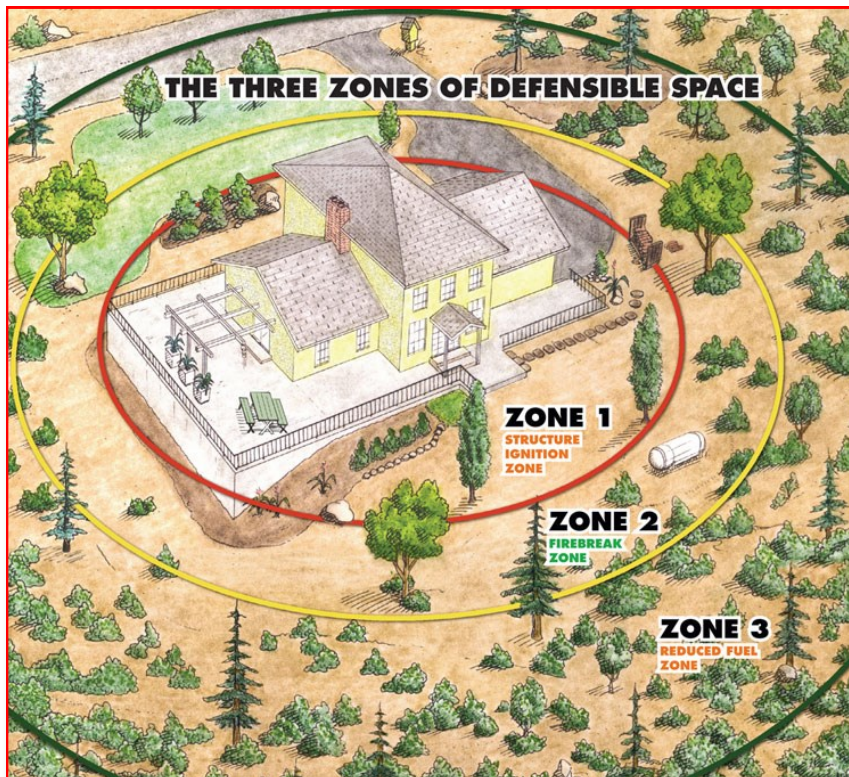 THE THREE ZONES OF DEFENSIBLE SPACE
ZONE 1
STRUCTURE
IGNITION
ZONE
ZONE 2
FIREBREAK
ZONE
ZONE 3
REDUCED FUEL
ZONE